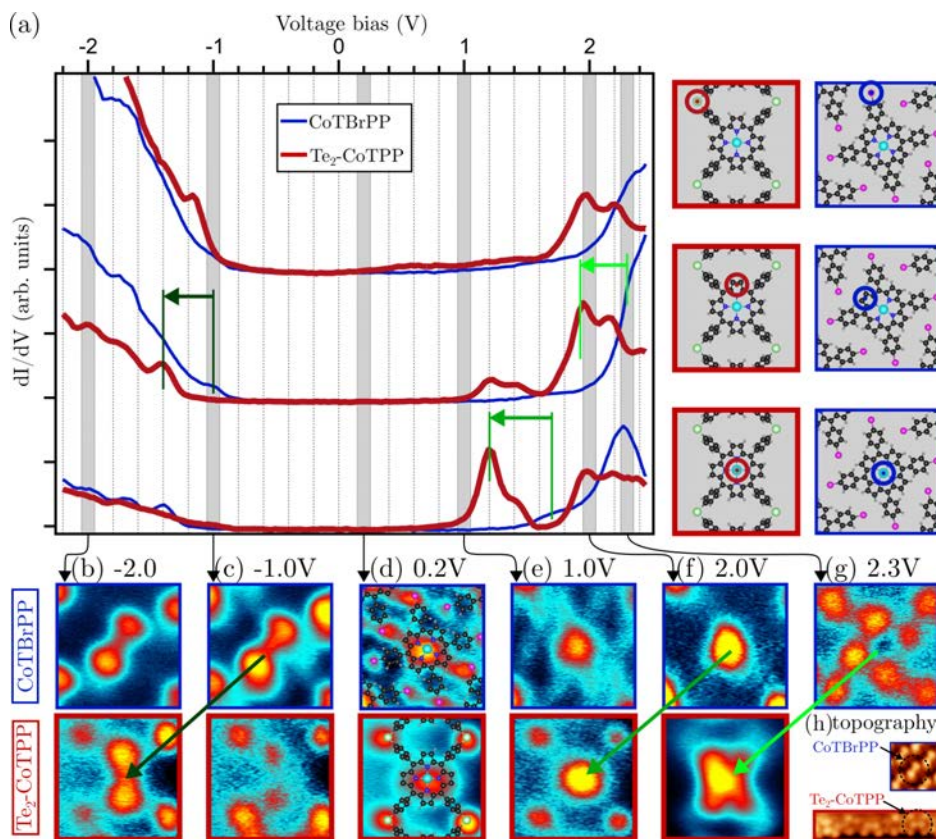 (a)
Voltage bias (V)
-2 -1 0 1 2
CoTBrPP
Te₂-CoTPP
dI/dV (arb. units)
(b) -2.0 (c) -1.0V (d) 0.2V (e) 1.0V (f) 2.0V (g) 2.3V
CoTBrPP
Te₂-CoTPP
(h)topography
CoTBrPP
Te₂-CoTPP